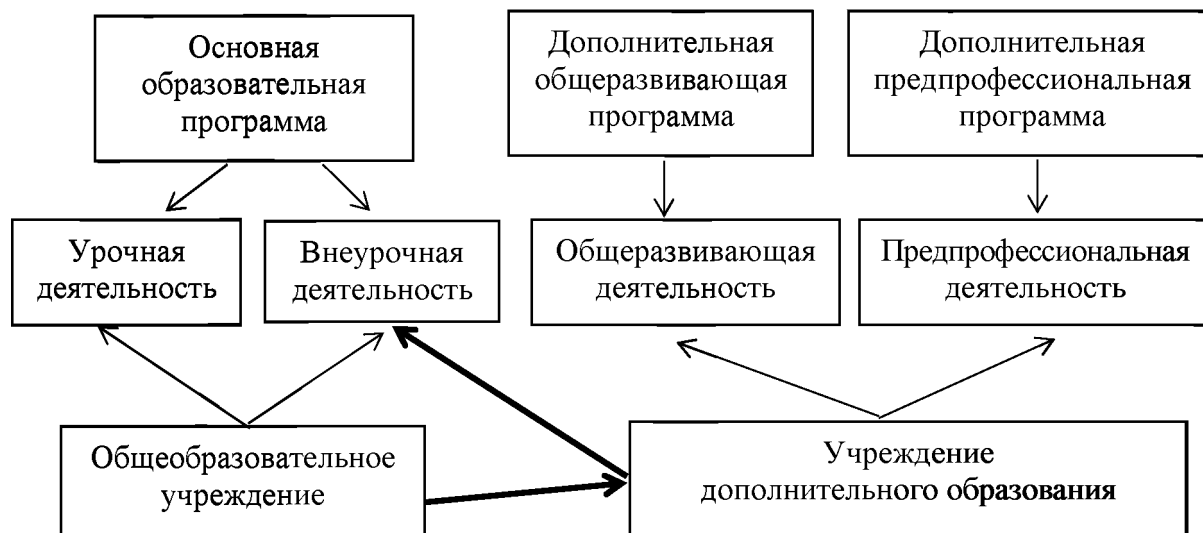 Основная
образовательная
программа
Дополнительная
общеразвивающая
программа
Дополнительная
предпрофессиональная
программа
Урочная
деятельность
Внеурочная
деятельность
Общеразвивающая
деятельность
Предпрофессиональная
деятельность
Общеобразовательное
учреждение
Учреждение
дополнительного образования